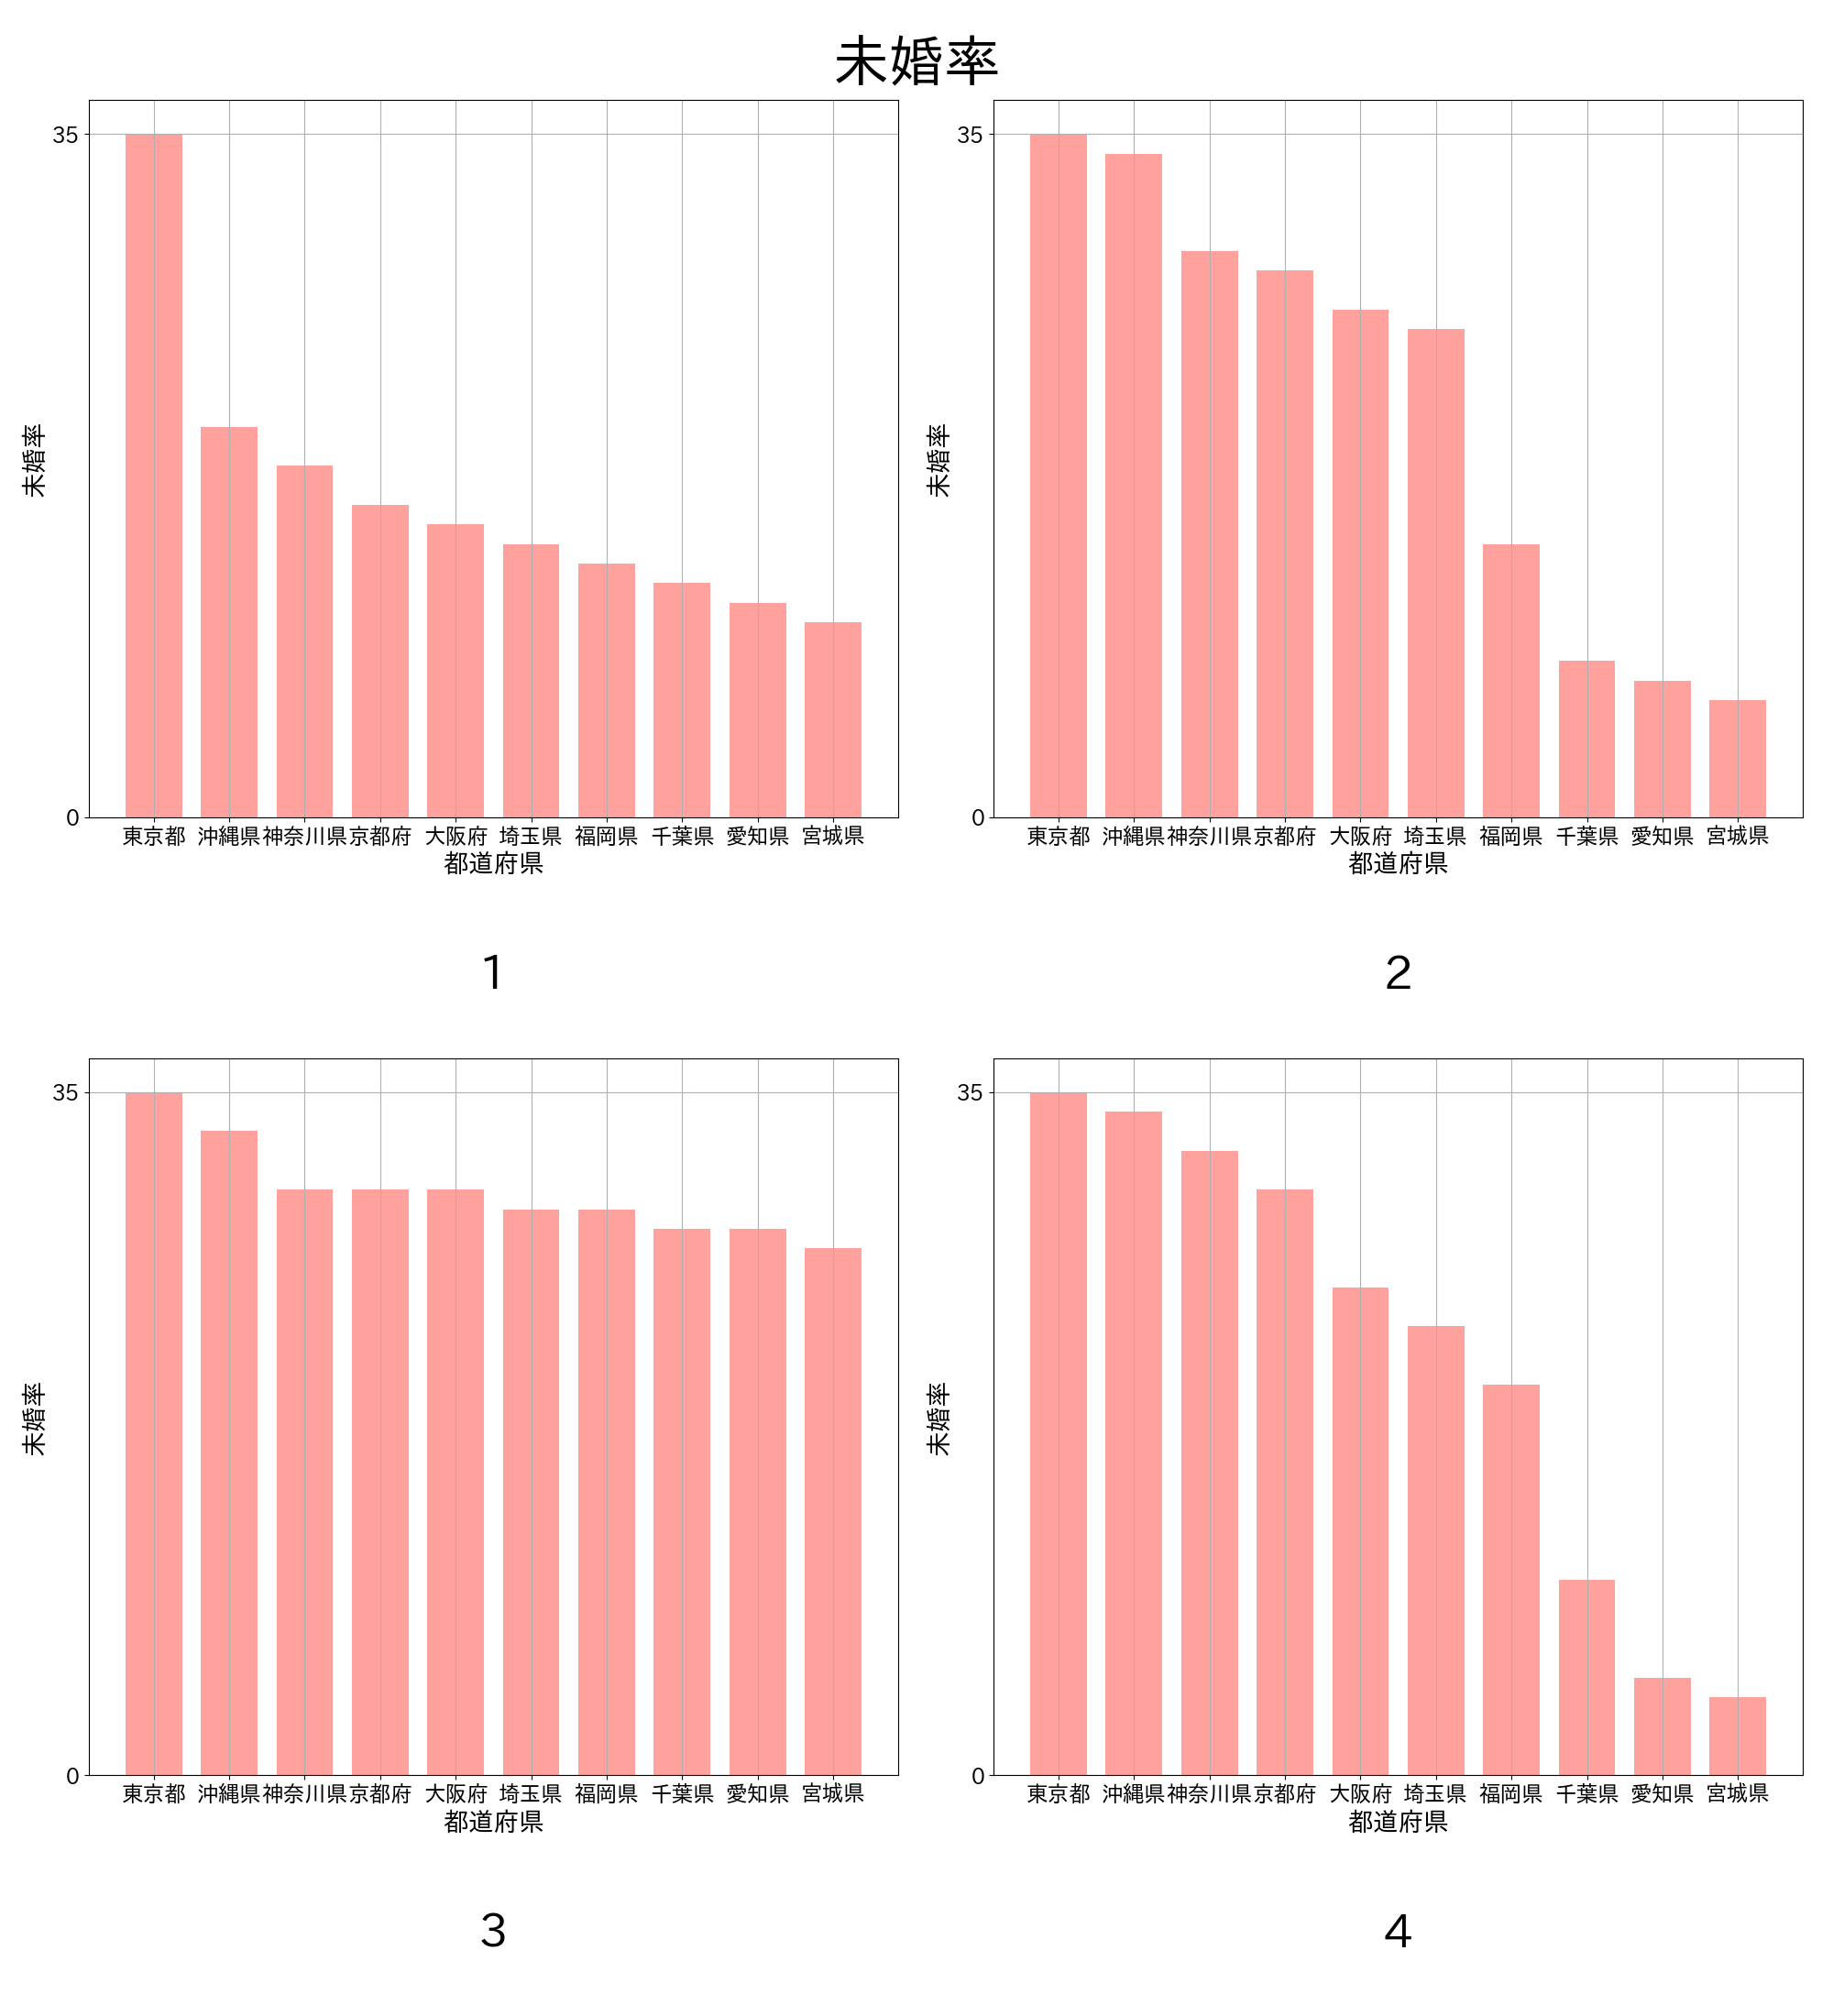 未婚率
35
未婚率
0
東京都 沖縄県 神奈川県 京都府 大阪府 埼玉県 福岡県 千葉県 愛知県 宮城県
都道府県
1
35
未婚率
0
東京都 沖縄県 神奈川県 京都府 大阪府 埼玉県 福岡県 千葉県 愛知県 宮城県
都道府県
2
35
未婚率
0
東京都 沖縄県 神奈川県 京都府 大阪府 埼玉県 福岡県 千葉県 愛知県 宮城県
都道府県
3
35
未婚率
0
東京都 沖縄県 神奈川県 京都府 大阪府 埼玉県 福岡県 千葉県 愛知県 宮城県
都道府県
4